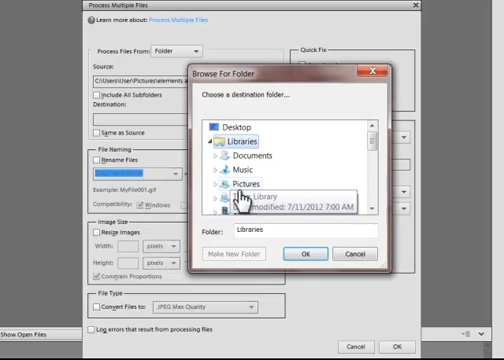 Process Multiple Files
Learn more about: Process Multiple Files
Process Files From: Folder
Quick Fix
Source:
C:\Users\User\Pictures\elements a
Include All Subfolders
Destination:
Same as Source
File Naming
Rename Files
Example: MyFile001.gif
Compatibility: Windows
Image Size
Resize Images
Width: pixels
Height: pixels
Constrain Proportions
File Type
Convert Files to: JPEG Max Quality
Log errors that result from processing files
Cancel OK
Show Open Files
Browse For Folder
Choose a destination folder...
Desktop
Libraries
Documents
Music
Pictures
Library
modified: 7/11/2012 7:00 AM
Folder: Libraries
Make New Folder OK Cancel